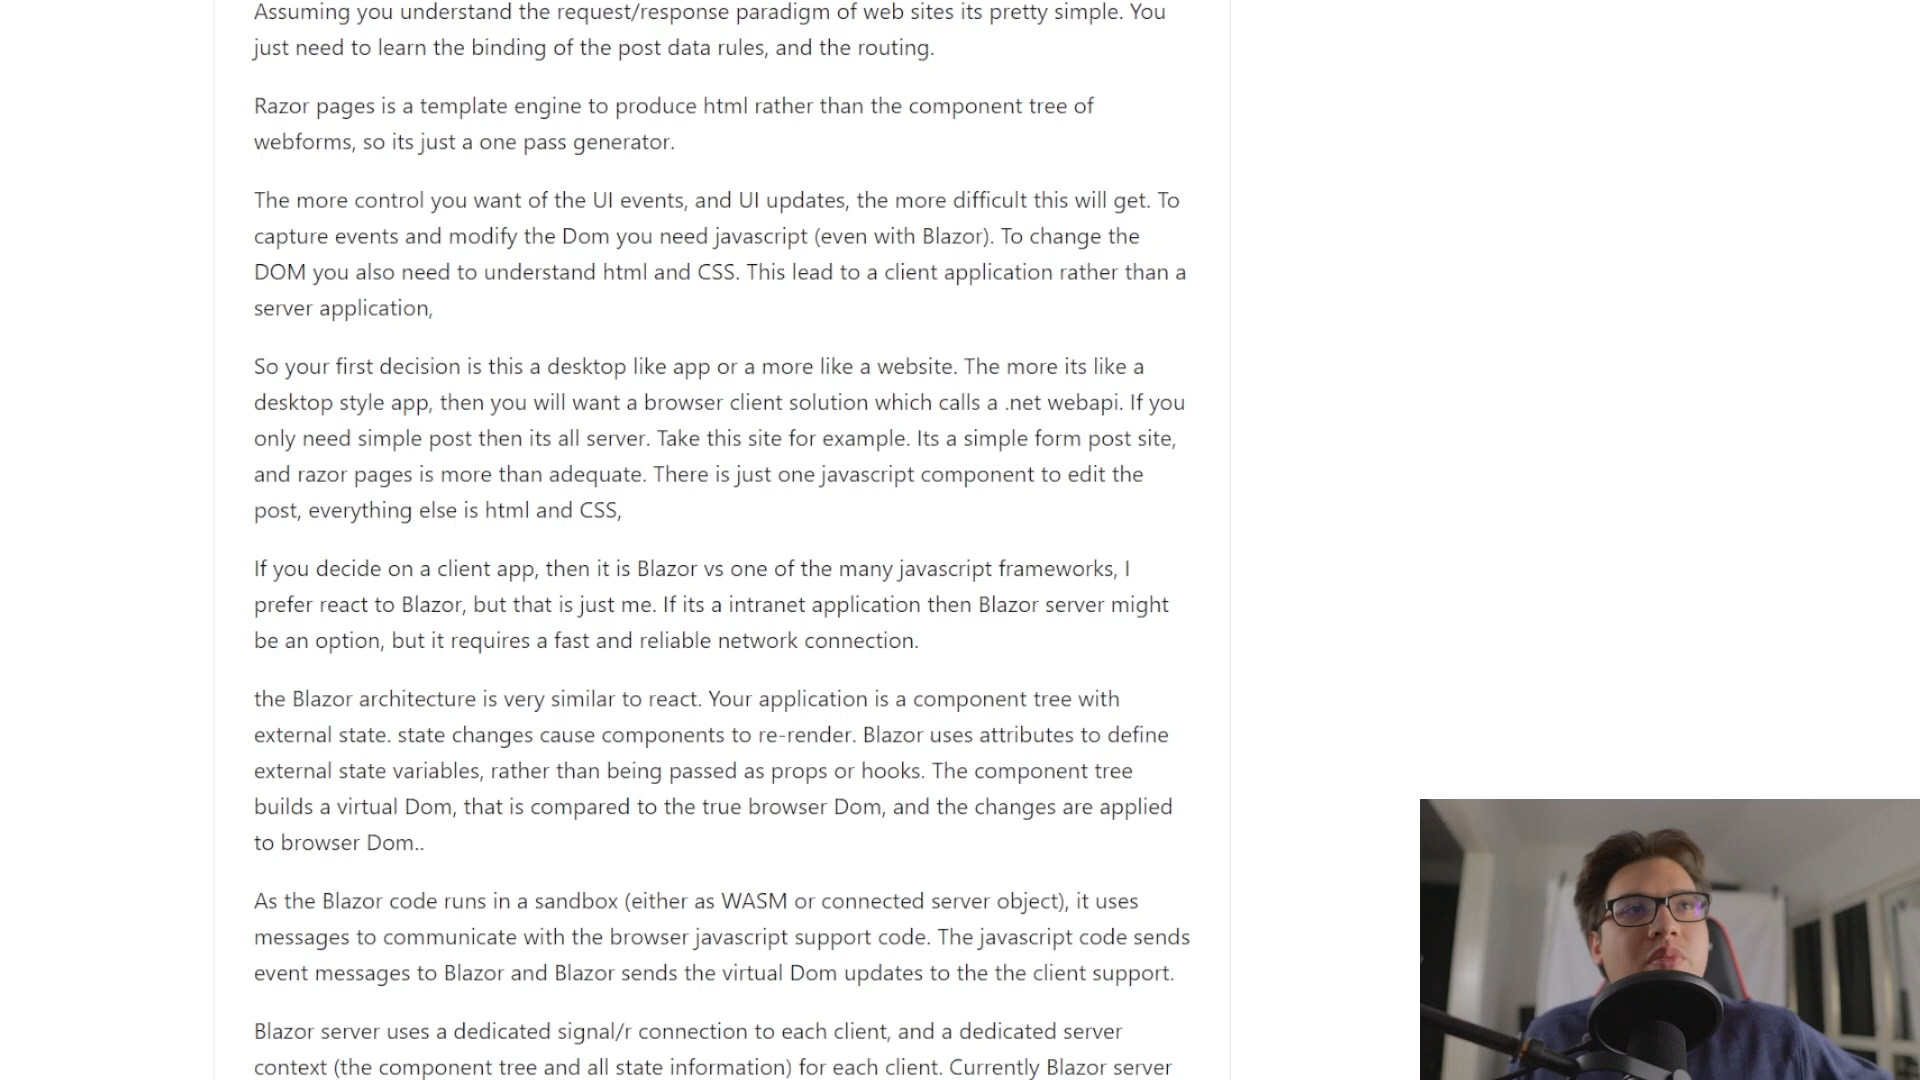 Assuming you understand the request/response paradigm of web sites its pretty simple. You
just need to learn the binding of the post data rules, and the routing.
Razor pages is a template engine to produce html rather than the component tree of
webforms, so its just a one pass generator.
The more control you want of the UI events, and UI updates, the more difficult this will get. To
capture events and modify the Dom you need javascript (even with Blazor). To change the
DOM you also need to understand html and CSS. This lead to a client application rather than a
server application,
So your first decision is this a desktop like app or a more like a website. The more its like a
desktop style app, then you will want a browser client solution which calls a .net webapi. If you
only need simple post then its all server. Take this site for example. Its a simple form post site,
and razor pages is more than adequate. There is just one javascript component to edit the
post, everything else is html and CSS,
If you decide on a client app, then it is Blazor vs one of the many javascript frameworks, I
prefer react to Blazor, but that is just me. If its a intranet application then Blazor server might
be an option, but it requires a fast and reliable network connection.
the Blazor architecture is very similar to react. Your application is a component tree with
external state. state changes cause components to re-render. Blazor uses attributes to define
external state variables, rather than being passed as props or hooks. The component tree
builds a virtual Dom, that is compared to the true browser Dom, and the changes are applied
to browser Dom..
As the Blazor code runs in a sandbox (either as WASM or connected server object), it uses
messages to communicate with the browser javascript support code. The javascript code sends
event messages to Blazor and Blazor sends the virtual Dom updates to the the client support.
Blazor server uses a dedicated signal/r connection to each client, and a dedicated server
context (the component tree and all state information) for each client. Currently Blazor server